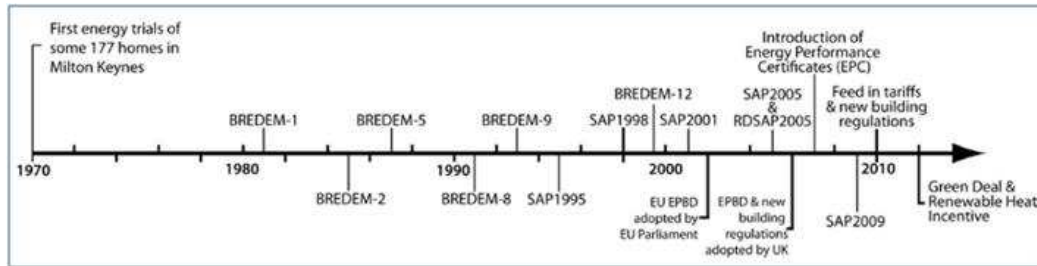 First energy trials of
some 177 homes in
Milton Keynes
Introduction of
Energy Performance
Certificates (EPC)
BREDEM-12
SAP2005
&
RDSAP2005
Feed in tariffs
& new building
regulations
BREDEM-1
BREDEM-5
BREDEM-9
SAP1998
SAP2001
1970
1980
1990
2000
2010
BREDEM-2
BREDEM-8
SAP1995
EU EPBD
adopted by
EU Parliament
EPBD & new
building
regulations
adopted by UK
SAP2009
Green Deal &
Renewable Heat
Incentive